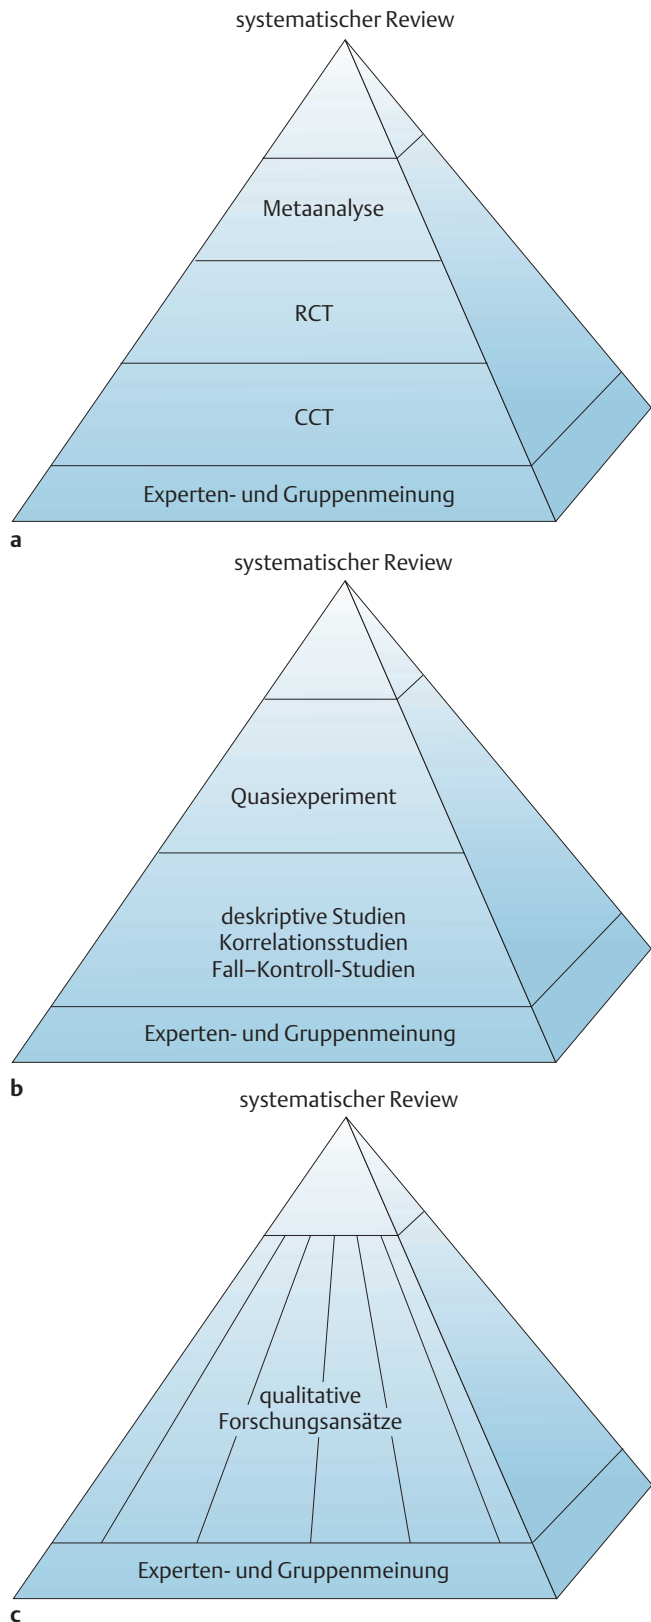 systematischer Review
Metaanalyse
RCT
CCT
Experten- und Gruppenmeinung
a
systematischer Review
Quasiexperiment
deskriptive Studien
Korrelationsstudien
Fall–Kontroll-Studien
Experten- und Gruppenmeinung
b
systematischer Review
qualitative
Forschungsansätze
Experten- und Gruppenmeinung
c